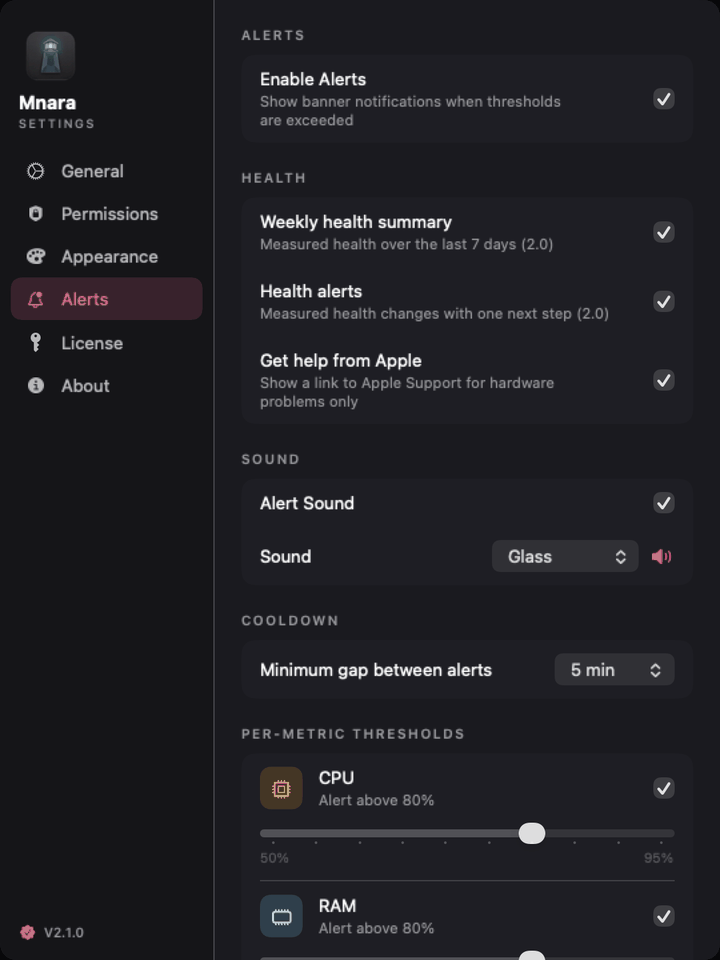 Mnara
SETTINGS
General
Permissions
Appearance
Alerts
License
About
V2.1.0
ALERTS
Enable Alerts
Show banner notifications when thresholds
are exceeded
HEALTH
Weekly health summary
Measured health over the last 7 days (2.0)
Health alerts
Measured health changes with one next step (2.0)
Get help from Apple
Show a link to Apple Support for hardware
problems only
SOUND
Alert Sound
Sound
Glass
COOLDOWN
Minimum gap between alerts
5 min
PER-METRIC THRESHOLDS
CPU
Alert above 80%
50%
95%
RAM
Alert above 80%